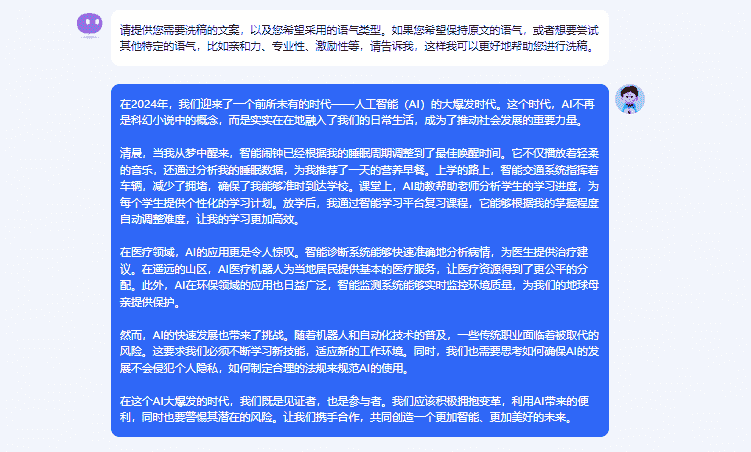 请提供您需要洗稿的文案，以及您希望采用的语气类型。如果您希望保持原文的语气，或者想要尝试
其他特定的语气，比如亲和力、专业性、激励性等，请告诉我，这样我可以更好地帮助您进行洗稿。
在2024年，我们迎来了一个前所未有的时代——人工智能（AI）的大爆发时代。这个时代，AI不再
是科幻小说中的概念，而是实实在在地融入了我们的日常生活，成为了推动社会发展的重要力量。
清晨，当我从梦中醒来，智能闹钟已经根据我的睡眠周期调整到了最佳唤醒时间。它不仅播放着轻柔
的音乐，还通过分析我的睡眠数据，为我推荐了一天的营养早餐。上学的路上，智能交通系统指挥着
车辆，减少了拥堵，确保了我能够准时到达学校。课堂上，AI助教帮助老师分析学生的学习进度，为
每个学生提供个性化的学习计划。放学后，我通过智能学习平台复习课程，它能够根据我的掌握程度
自动调整难度，让我的学习更加高效。
在医疗领域，AI的应用更是令人惊叹。智能诊断系统能够快速准确地分析病情，为医生提供治疗建
议。在遥远的山区，AI医疗机器人为当地居民提供基本的医疗服务，让医疗资源得到了更公平的分
配。此外，AI在环保领域的应用也日益广泛，智能监测系统能够实时监控环境质量，为我们的地球母
亲提供保护。
然而，AI的快速发展也带来了挑战。随着机器人和自动化技术的普及，一些传统职业面临着被取代的
风险。这要求我们必须不断学习新技能，适应新的工作环境。同时，我们也需要思考如何确保AI的发
展不会侵犯个人隐私，如何制定合理的法规来规范AI的使用。
在这个AI大爆发的时代，我们既是见证者，也是参与者。我们应该积极拥抱变革，利用AI带来的便
利，同时也要警惕其潜在的风险。让我们携手合作，共同创造一个更加智能、更加美好的未来。